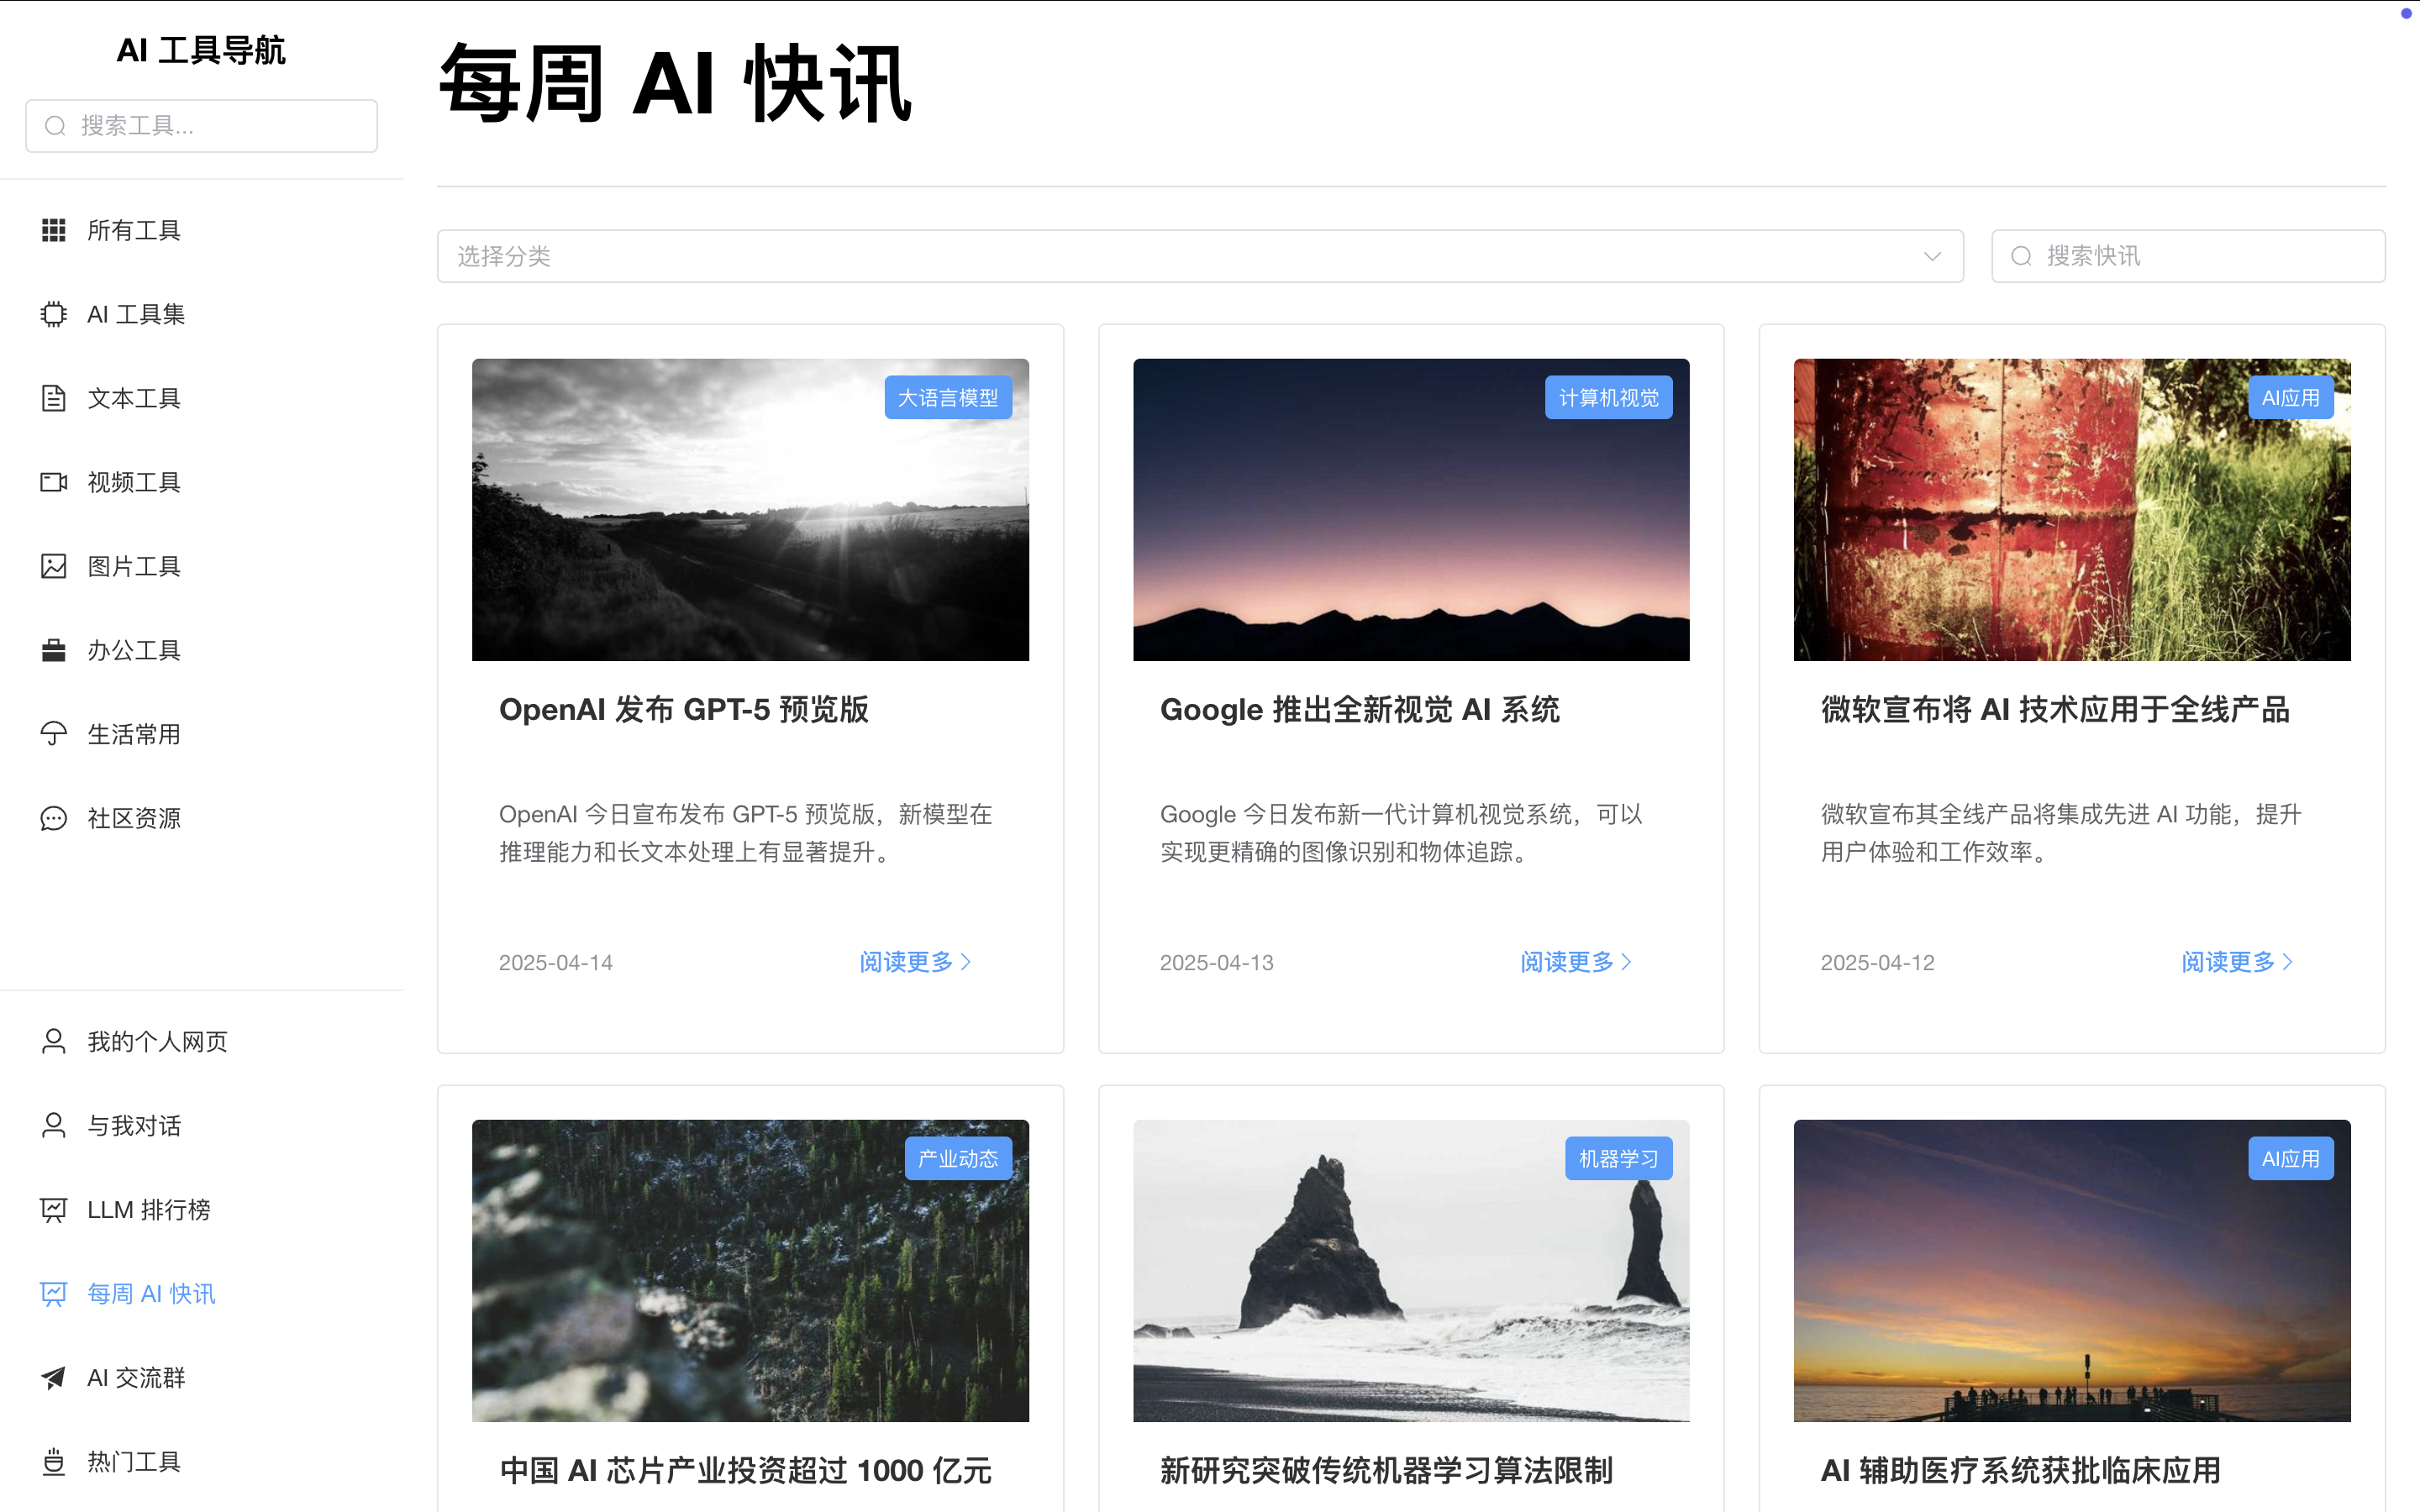 AI 工具导航
搜索工具...
所有工具
AI 工具集
文本工具
视频工具
图片工具
办公工具
生活常用
社区资源
我的个人网页
与我对话
LLM 排行榜
每周 AI 快讯
AI 交流群
热门工具
每周 AI 快讯
选择分类
搜索快讯
大语言模型
OpenAI 发布 GPT-5 预览版
OpenAI 今日宣布发布 GPT-5 预览版，新模型在
推理能力和长文本处理上有显著提升。
2025-04-14
阅读更多
计算机视觉
Google 推出全新视觉 AI 系统
Google 今日发布新一代计算机视觉系统，可以
实现更精确的图像识别和物体追踪。
2025-04-13
阅读更多
AI应用
微软宣布将 AI 技术应用于全线产品
微软宣布其全线产品将集成先进 AI 功能，提升
用户体验和工作效率。
2025-04-12
阅读更多
产业动态
中国 AI 芯片产业投资超过 1000 亿元
机器学习
新研究突破传统机器学习算法限制
AI应用
AI 辅助医疗系统获批临床应用